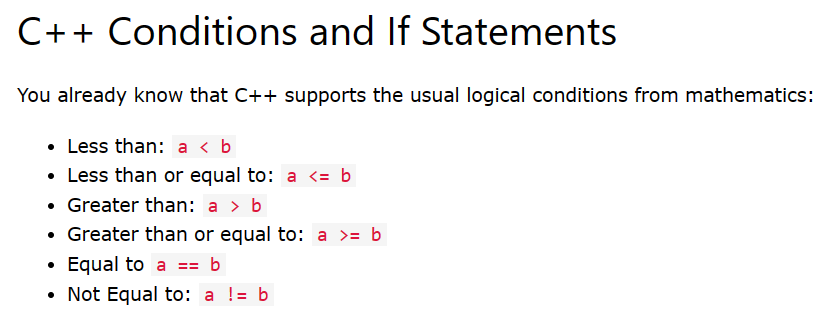 C++ Conditions and If Statements
You already know that C++ supports the usual logical conditions from mathematics:
• Less than: a < b
• Less than or equal to: a <= b
• Greater than: a > b
• Greater than or equal to: a >= b
• Equal to a == b
• Not Equal to: a != b